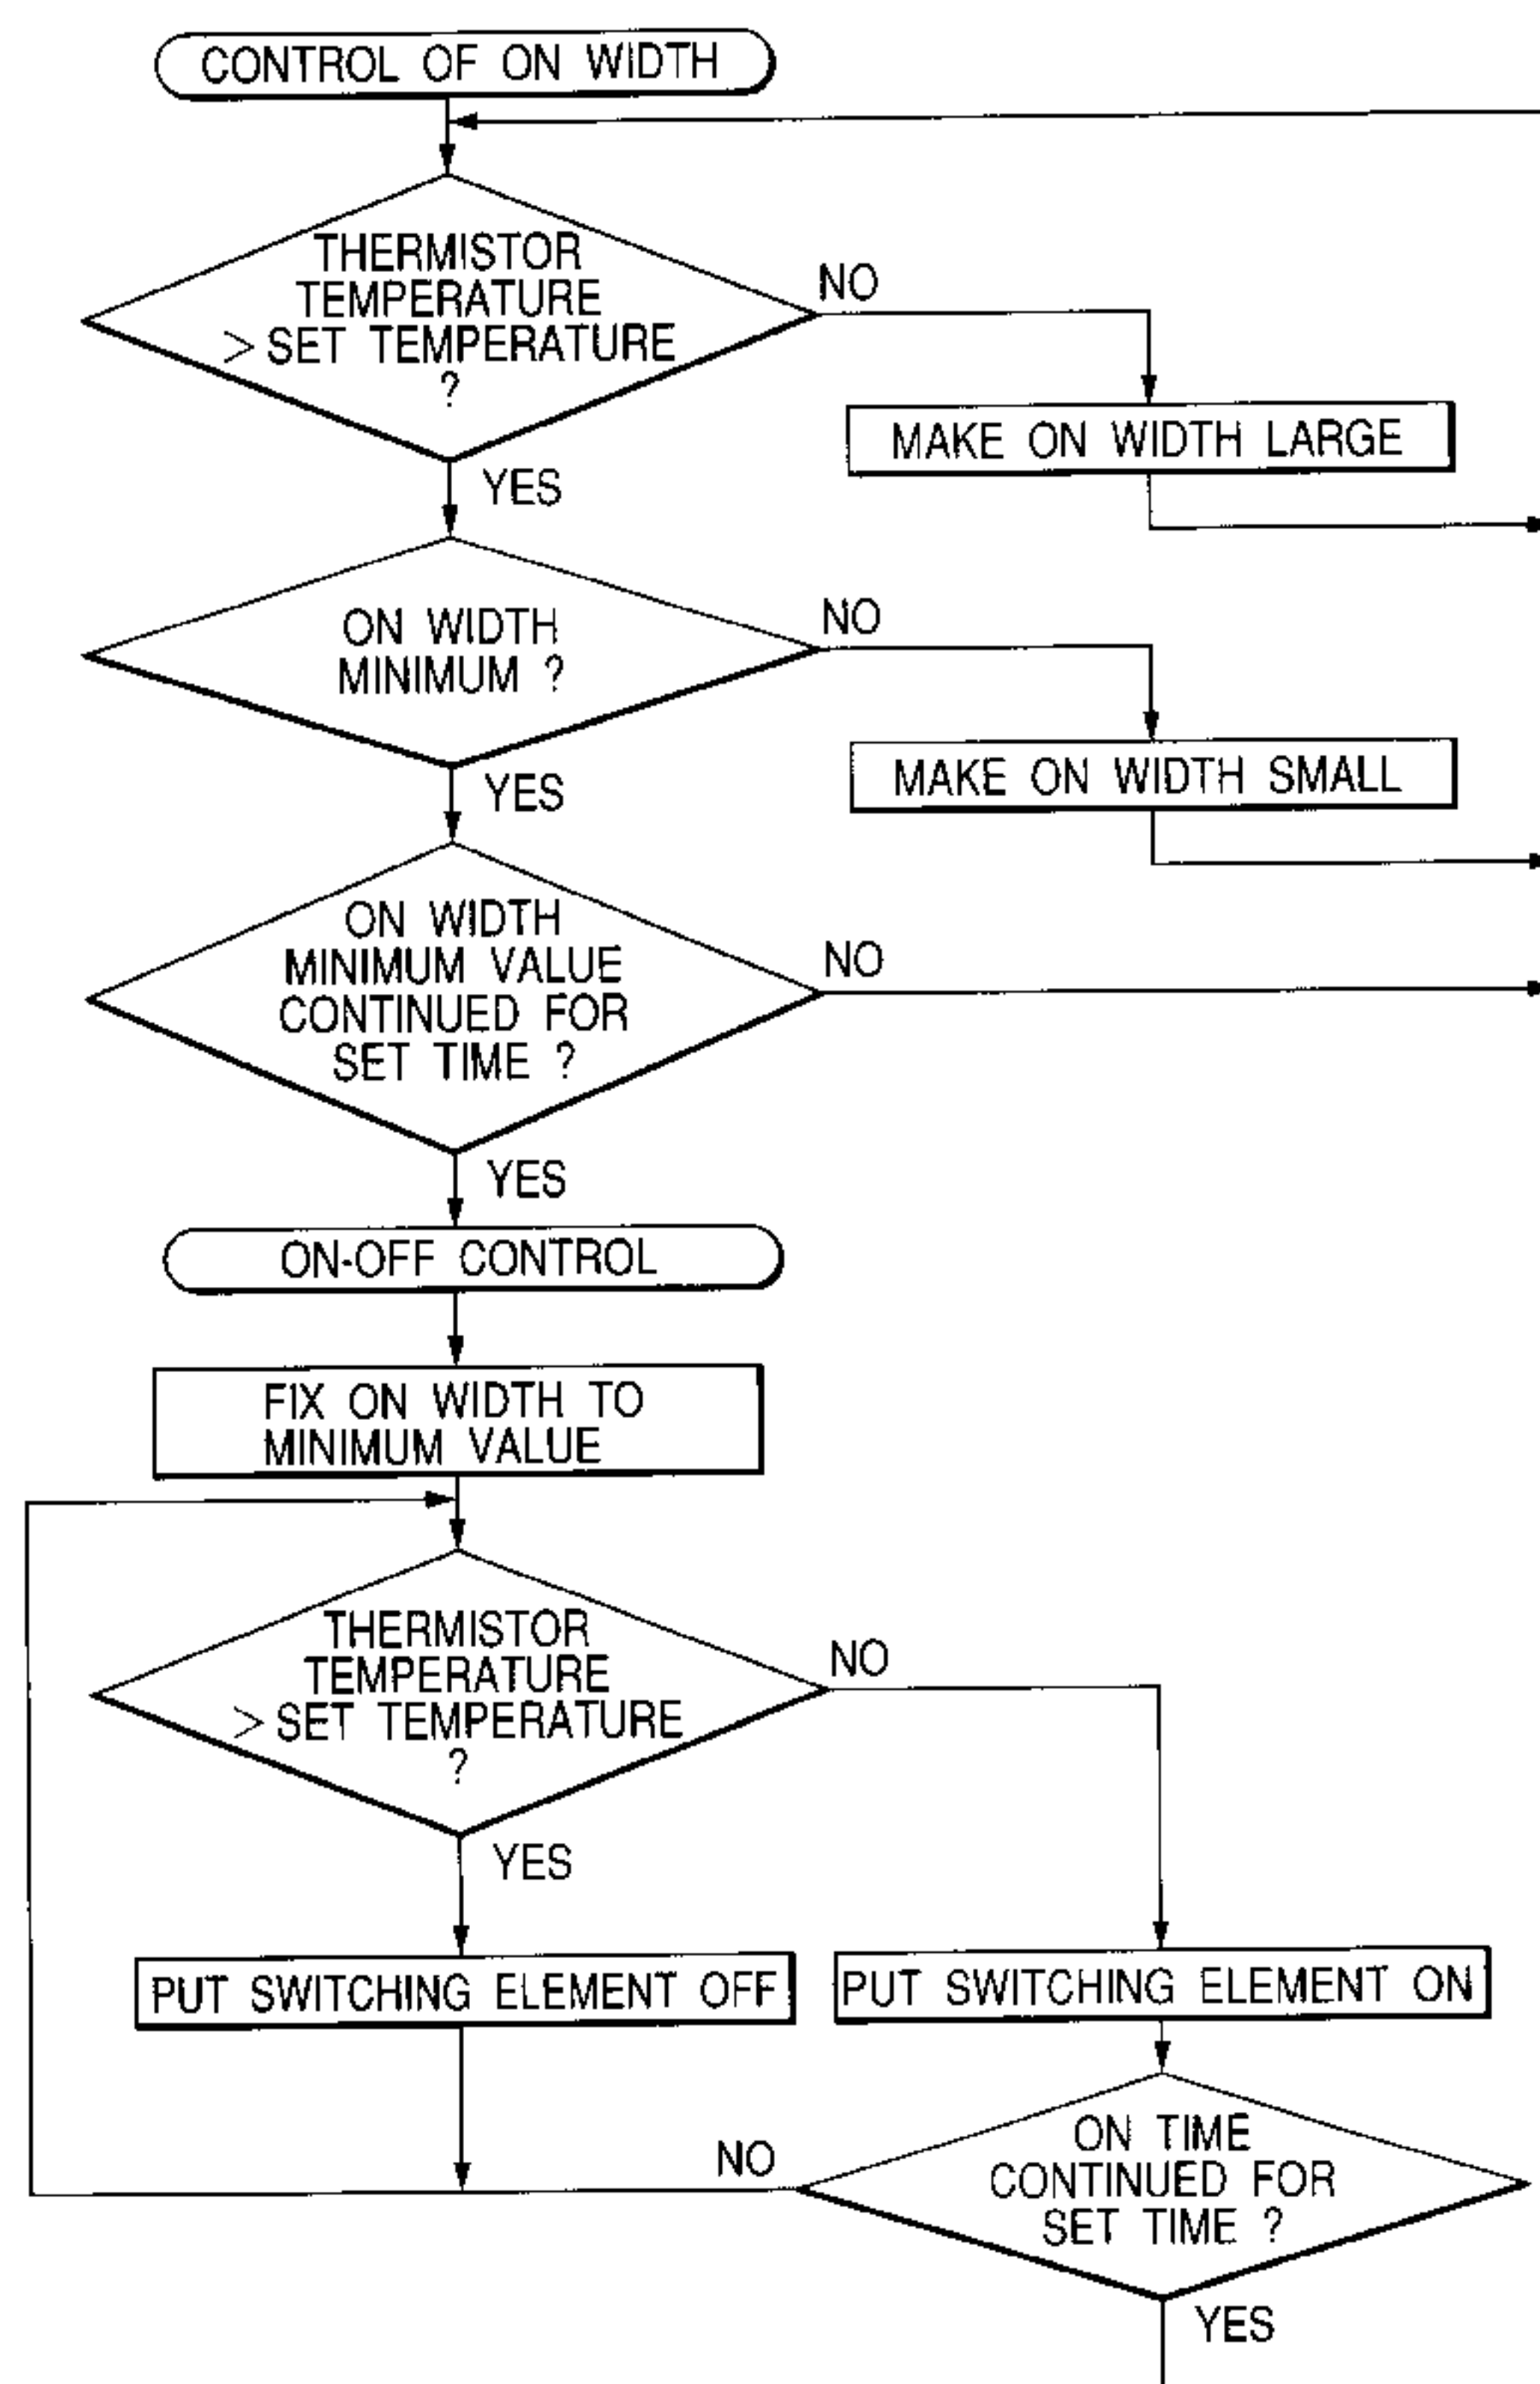 CONTROL OF ON WIDTH
THERMISTOR
TEMPERATURE
> SET TEMPERATURE
?
NO
MAKE ON WIDTH LARGE
YES
ON WIDTH
MINIMUM ?
NO
MAKE ON WIDTH SMALL
YES
ON WIDTH
MINIMUM VALUE
CONTINUED FOR
SET TIME ?
NO
YES
ON-OFF CONTROL
FIX ON WIDTH TO
MINIMUM VALUE
THERMISTOR
TEMPERATURE
> SET TEMPERATURE
?
NO
YES
PUT SWITCHING ELEMENT OFF
PUT SWITCHING ELEMENT ON
ON TIME
CONTINUED FOR
SET TIME ?
NO
YES